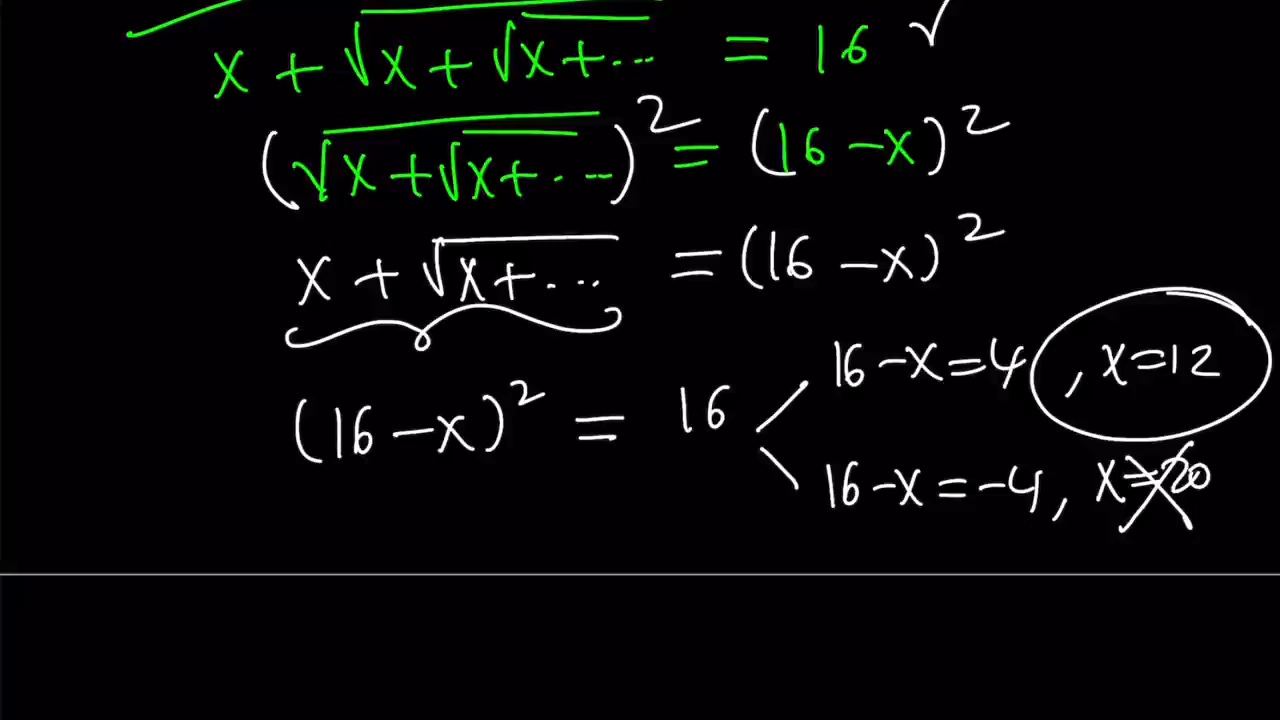 x + √(x + √(x + ... = 16 √
(√(x + √(x + ...)² = (16 - x)²
x + √(x + ... = (16 - x)²
16 - x = 4 , x = 12
(16 - x)² = 16
16 - x = -4 , x = 20